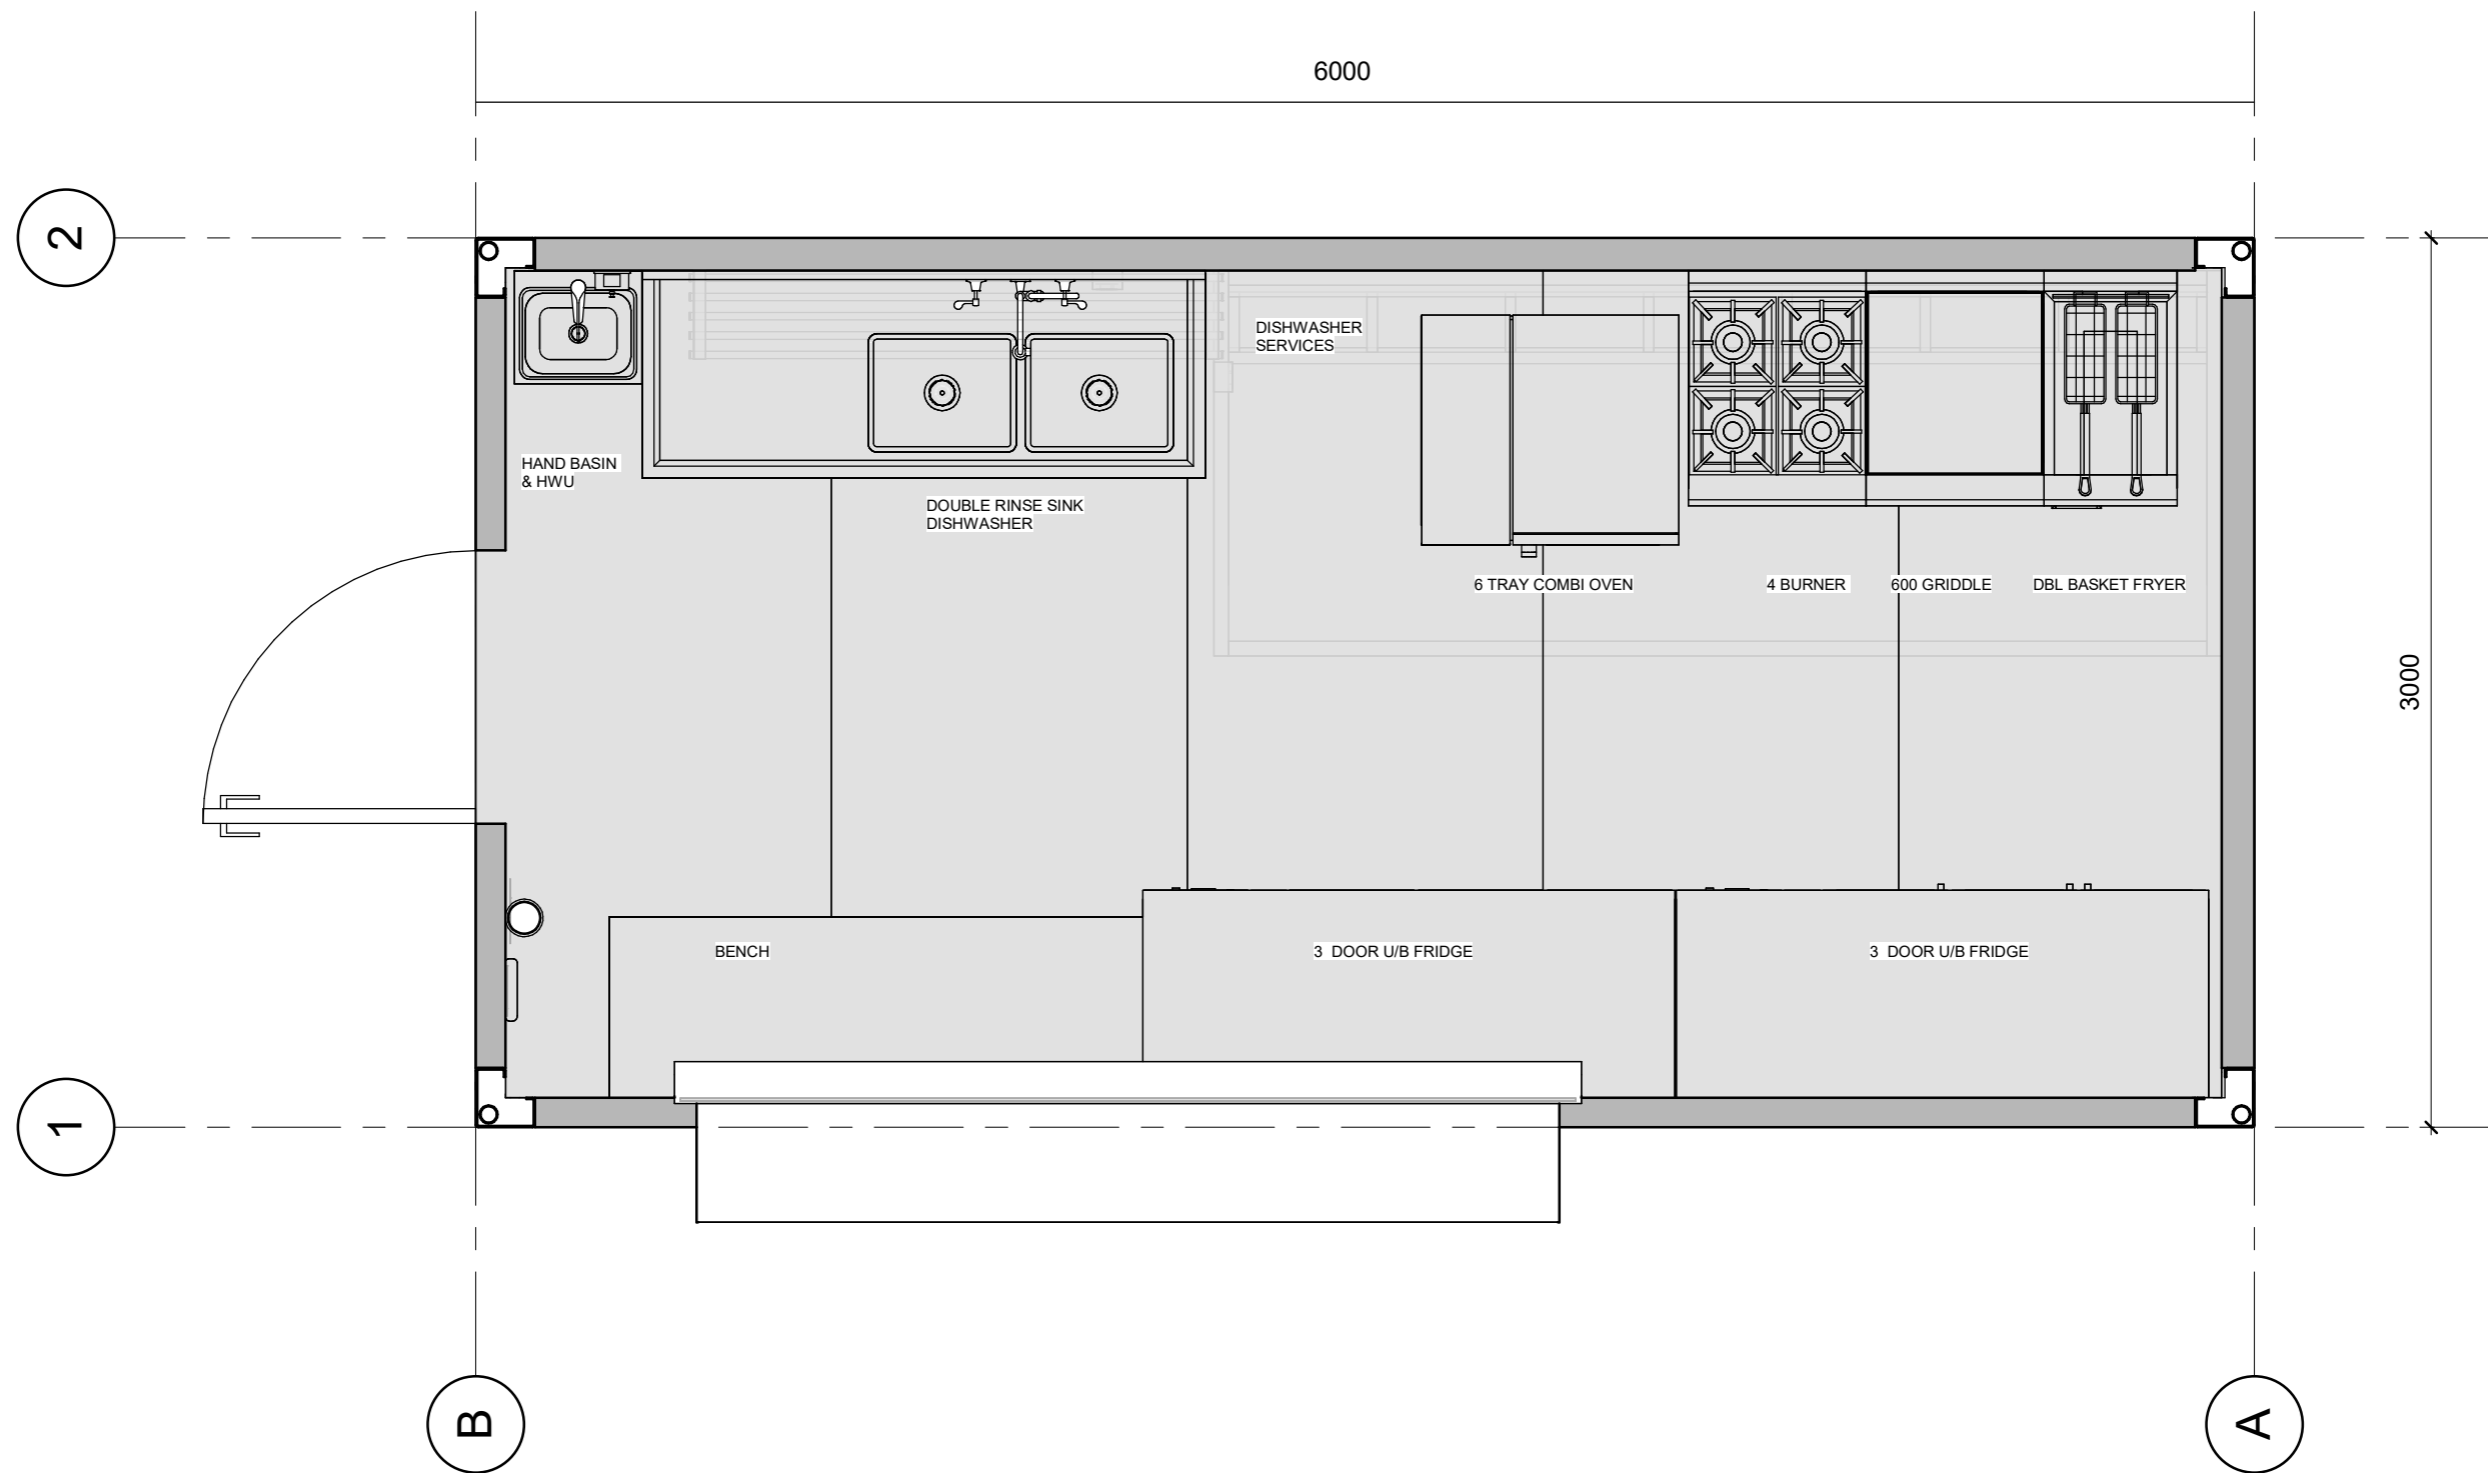 6000
2
DISHWASHER
SERVICES
HAND BASIN
& HWU
DOUBLE RINSE SINK
DISHWASHER
6 TRAY COMBI OVEN
4 BURNER
600 GRIDDLE
DBL BASKET FRYER
3000
BENCH
3 DOOR U/B FRIDGE
3 DOOR U/B FRIDGE
1
B
A